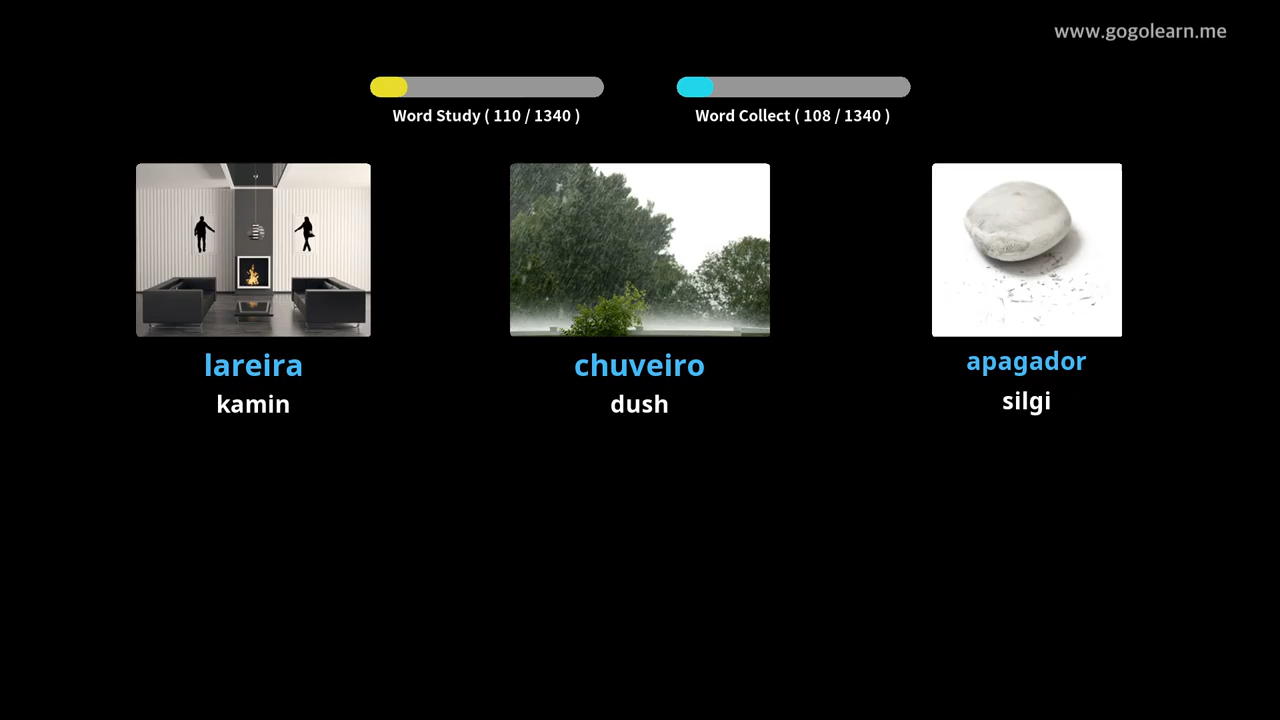 www.gogolearn.me
Word Study ( 110 / 1340 )
Word Collect ( 108 / 1340 )
lareira
kamin
chuveiro
dush
apagador
silgi